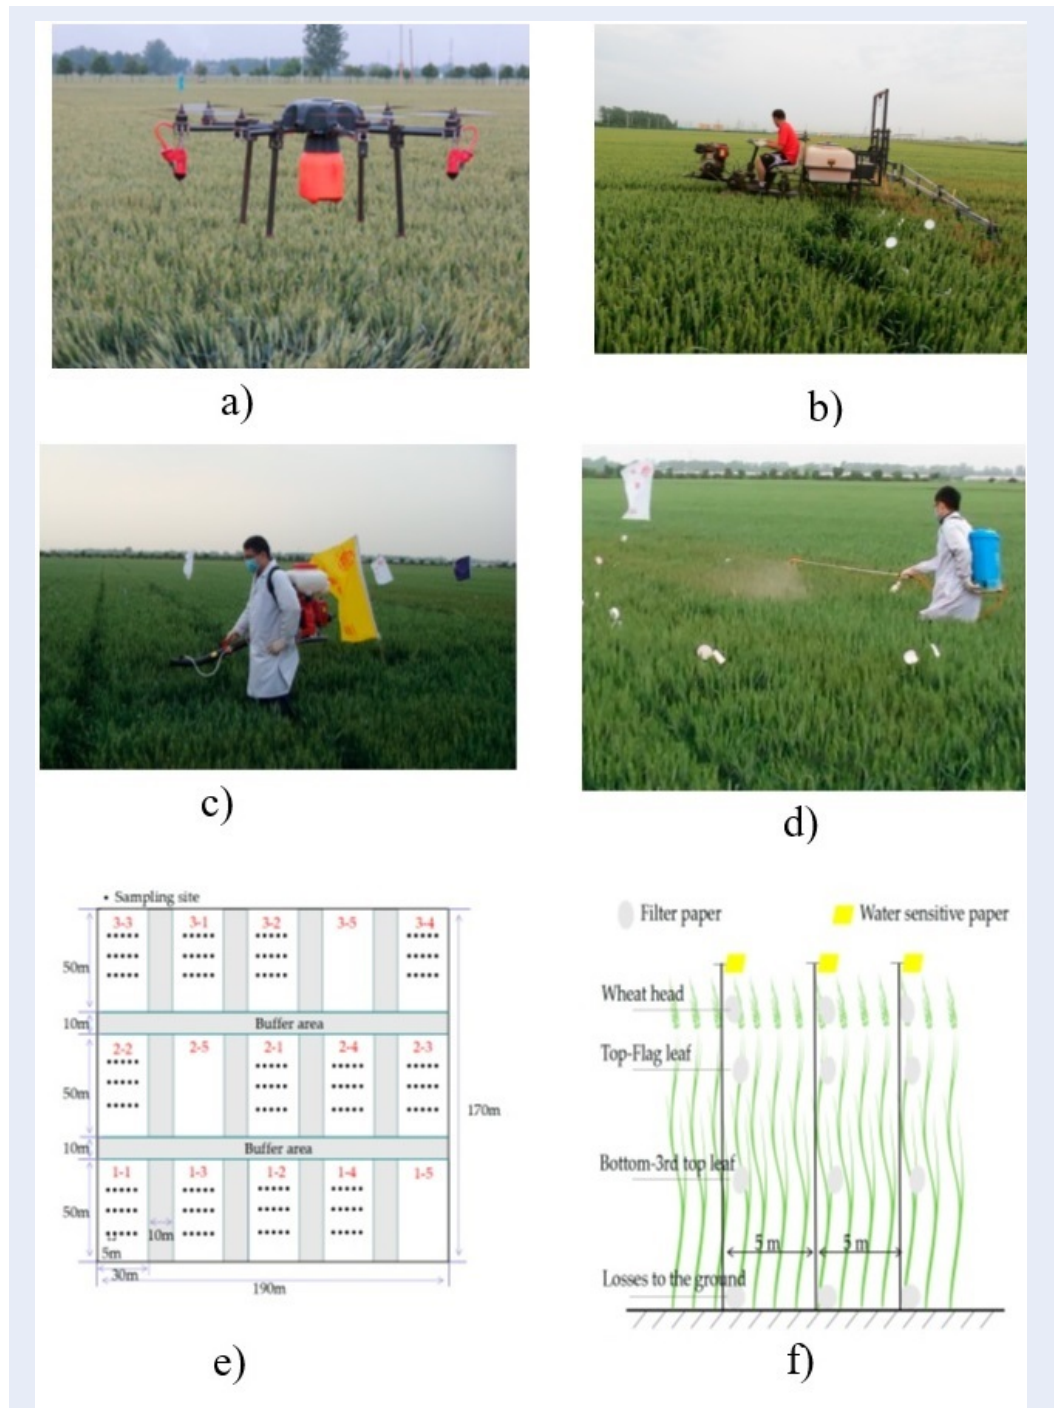 a)
b)
c)
d)
Sampling site
3-3 3-1 3-2 3-5 3-4
50m
10m
Buffer area
2-2 2-5 2-1 2-4 2-3
50m
170m
10m
Buffer area
1-1 1-3 1-2 1-4 1-5
50m
10m
5m
30m
190m
e)
Filter paper
Water sensitive paper
Wheat head
Top-Flag leaf
Bottom-3rd top leaf
5 m 5 m
Losses to the ground
f)